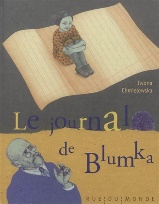 Iwona
Chmielewska
Le journal
de Blumka
RUE DU MONDE